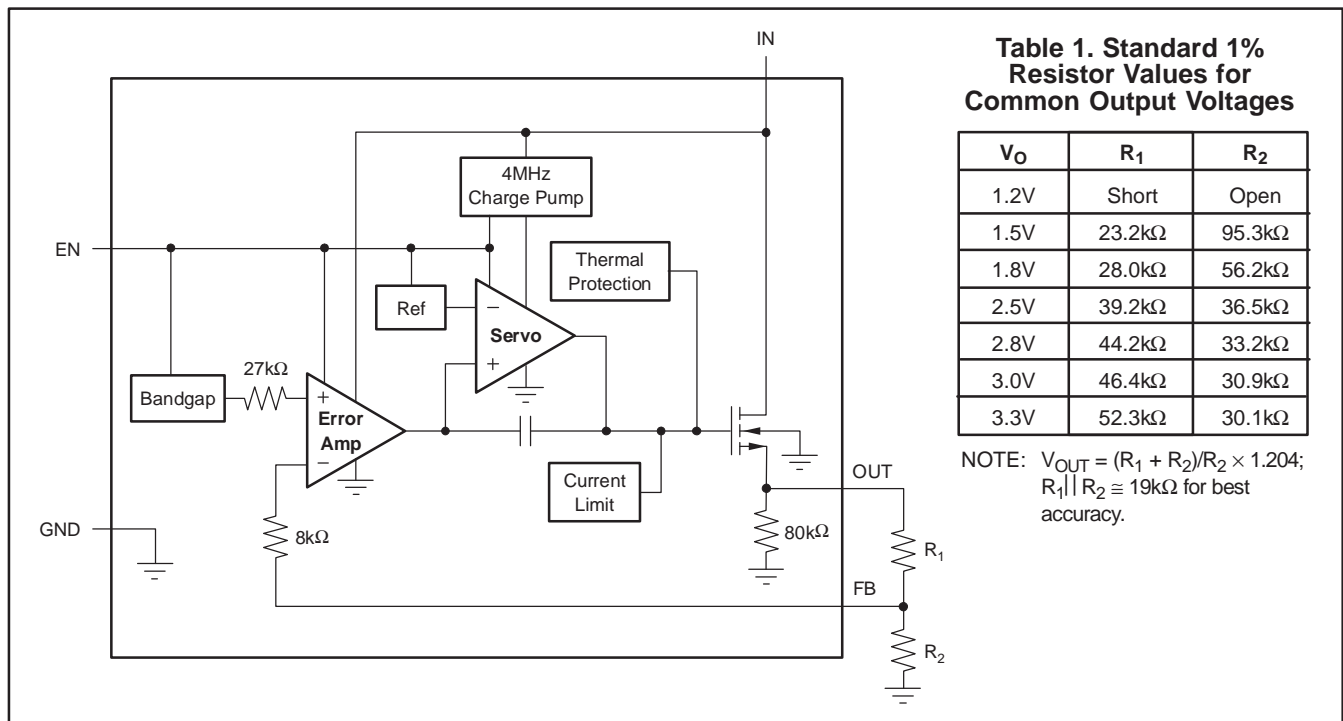 IN
4MHz
Charge Pump
EN
Thermal
Protection
Ref
−
Servo
+
27kΩ
Bandgap
+
Error
Amp
−
Current
Limit
OUT
GND
8kΩ
80kΩ
R1
FB
R2
Table 1. Standard 1%
Resistor Values for
Common Output Voltages
VO R1 R2
1.2V Short Open
1.5V 23.2kΩ 95.3kΩ
1.8V 28.0kΩ 56.2kΩ
2.5V 39.2kΩ 36.5kΩ
2.8V 44.2kΩ 33.2kΩ
3.0V 46.4kΩ 30.9kΩ
3.3V 52.3kΩ 30.1kΩ
NOTE: VOUT = (R1 + R2)/R2 × 1.204;
R1|| R2 ≅ 19kΩ for best
accuracy.